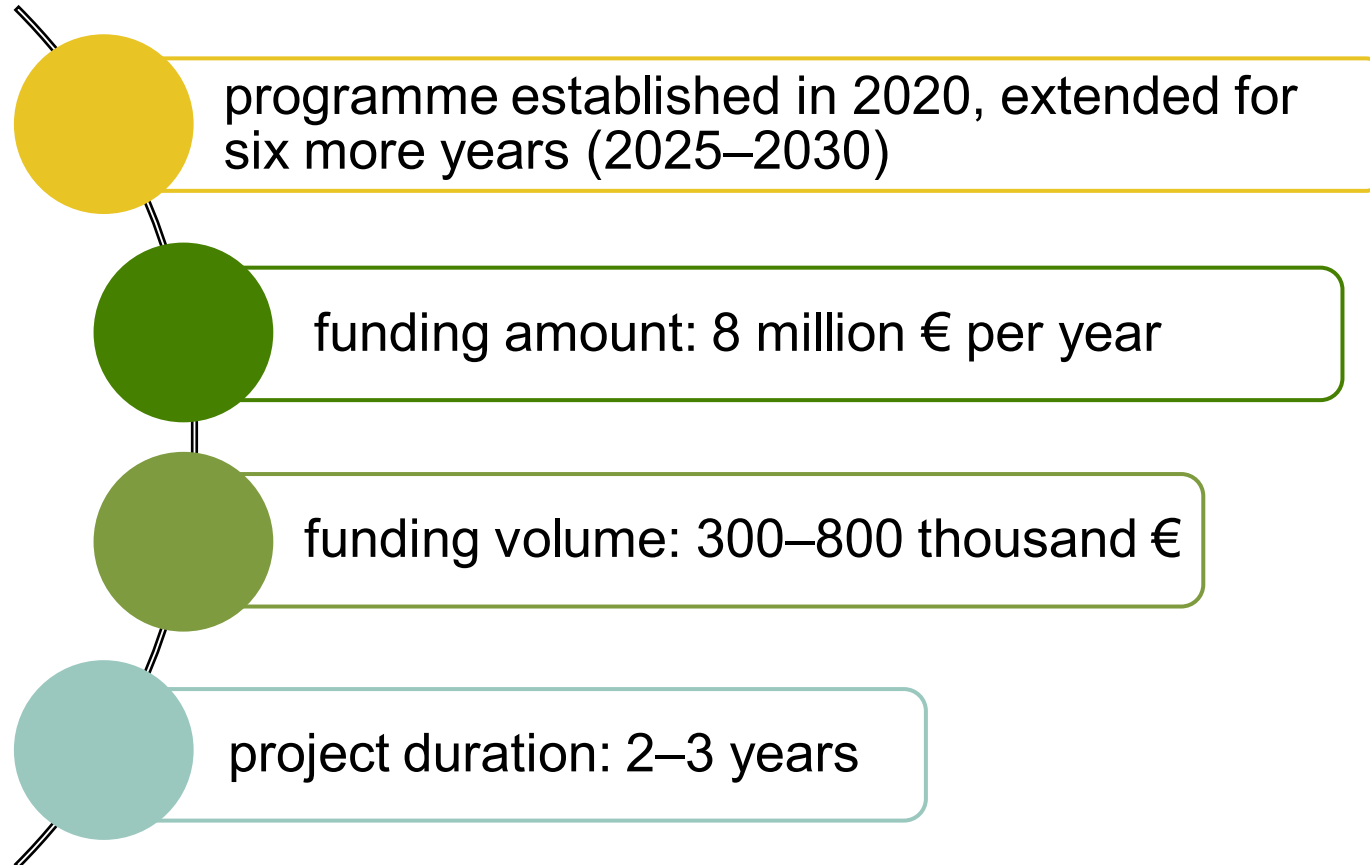 programme established in 2020, extended for
six more years (2025–2030)
funding amount: 8 million € per year
funding volume: 300–800 thousand €
project duration: 2–3 years